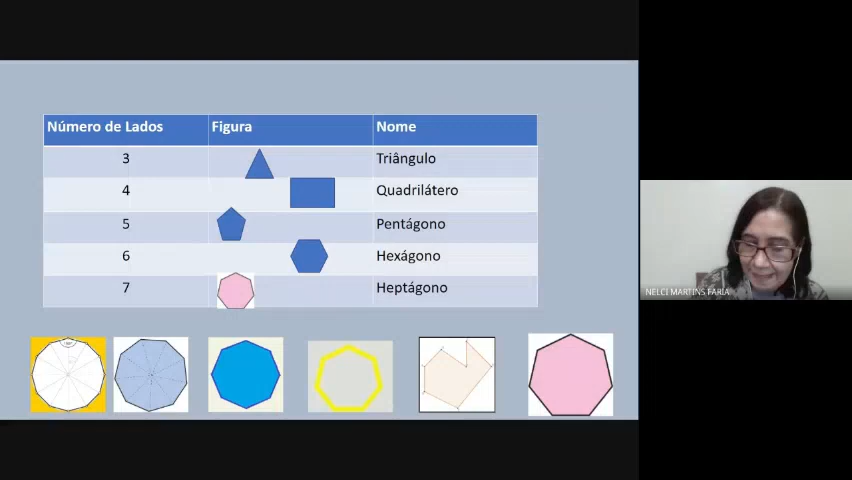 Número de Lados Figura Nome
3 Triângulo
4 Quadrilátero
5 Pentágono
6 Hexágono
7 Heptágono
NELCI MARTINS FARIA